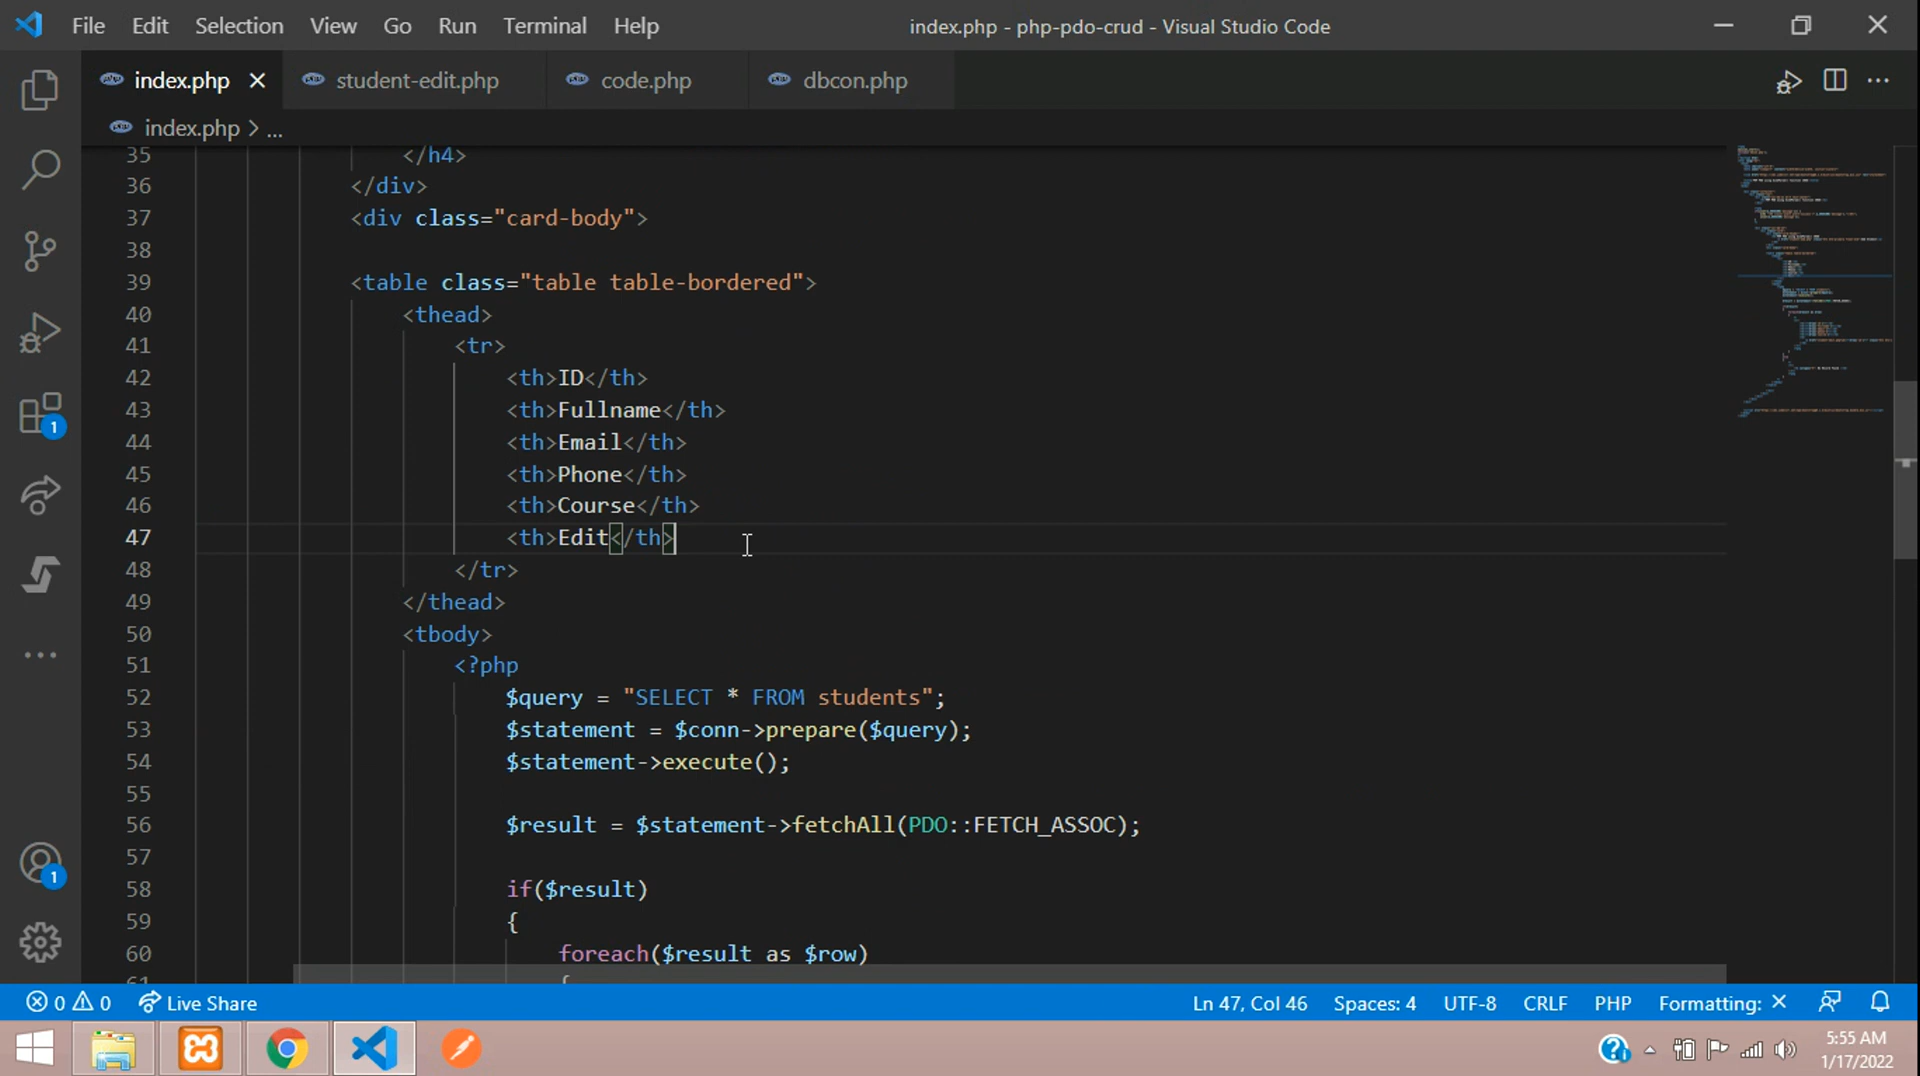 File Edit Selection View Go Run Terminal Help index.php - php-pdo-crud - Visual Studio Code
index.php student-edit.php code.php dbcon.php
index.php > ...
35 </h4>
36 </div>
37 <div class="card-body">
38
39 <table class="table table-bordered">
40 <thead>
41 <tr>
42 <th>ID</th>
43 <th>Fullname</th>
44 <th>Email</th>
45 <th>Phone</th>
46 <th>Course</th>
47 <th>Edit</th>
48 </tr>
49 </thead>
50 <tbody>
51 <?php
52 $query = "SELECT * FROM students";
53 $statement = $conn->prepare($query);
54 $statement->execute();
55
56 $result = $statement->fetchAll(PDO::FETCH_ASSOC);
57
58 if($result)
59 {
60 foreach($result as $row)
61 {
1
1
0 0 Live Share Ln 47, Col 46 Spaces: 4 UTF-8 CRLF PHP Formatting: ×
5:55 AM
1/17/2022